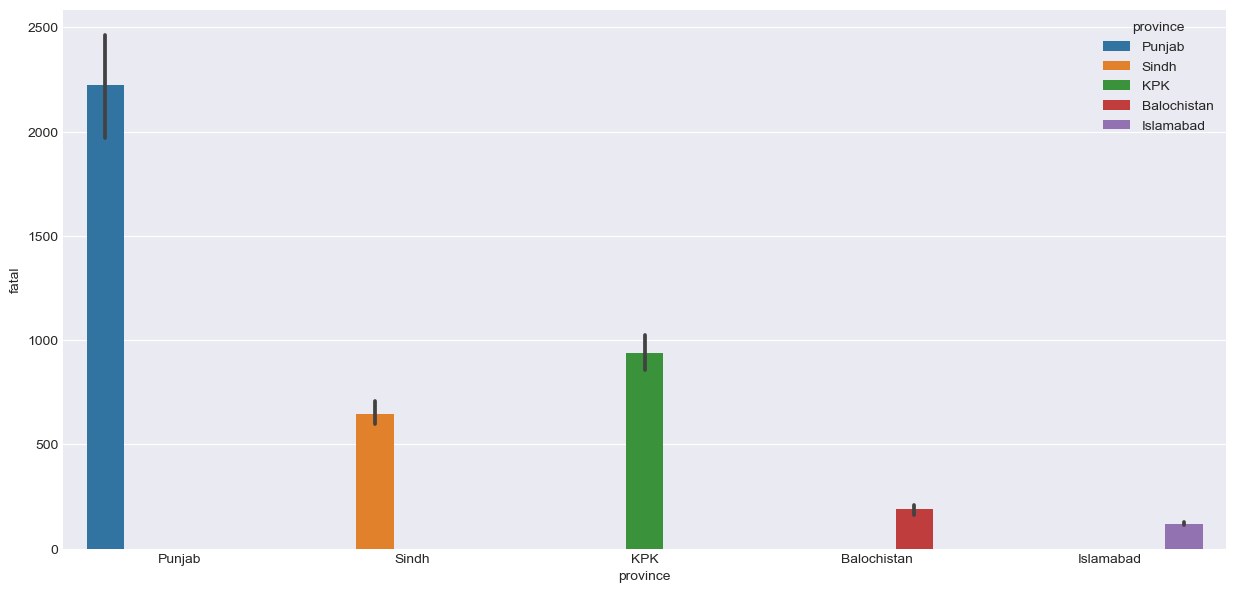 2500
2000
1500
1000
500
0
fatal
province
Punjab
Sindh
KPK
Balochistan
Islamabad
Punjab Sindh KPK Balochistan Islamabad
province